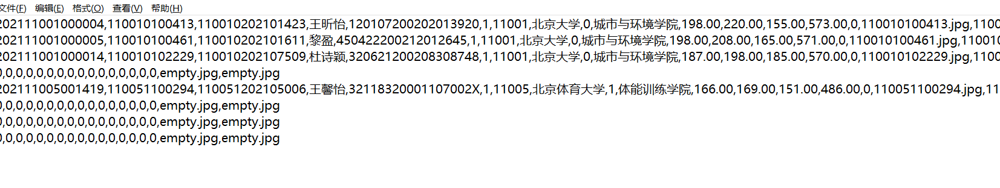 文件(F) 编辑(E) 格式(O) 查看(V) 帮助(H)
202111001000004,110010100413,110010202101423,王昕怡,120107200202013920,1,11001,北京大学,0,城市与环境学院,198.00,220.00,155.00,573.00,0,110010100413.jpg,1100
202111001000005,110010100461,110010202101611,黎盈,450422200212012645,1,11001,北京大学,0,城市与环境学院,198.00,208.00,165.00,571.00,0,110010100461.jpg,110010
202111001000014,110010102229,110010202107509,杜诗颖,320621200208308748,1,11001,北京大学,0,城市与环境学院,187.00,198.00,185.00,570.00,0,110010102229.jpg,1100
0,0,0,0,0,0,0,0,0,0,0,0,0,0,0,0,empty.jpg,empty.jpg
202111005001419,110051100294,110051202105006,王馨怡,32118320001107002X,1,11005,北京体育大学,1,体能训练学院,166.00,169.00,151.00,486.00,0,110051100294.jpg,11
0,0,0,0,0,0,0,0,0,0,0,0,0,0,0,0,empty.jpg,empty.jpg
0,0,0,0,0,0,0,0,0,0,0,0,0,0,0,0,empty.jpg,empty.jpg
0,0,0,0,0,0,0,0,0,0,0,0,0,0,0,0,empty.jpg,empty.jpg